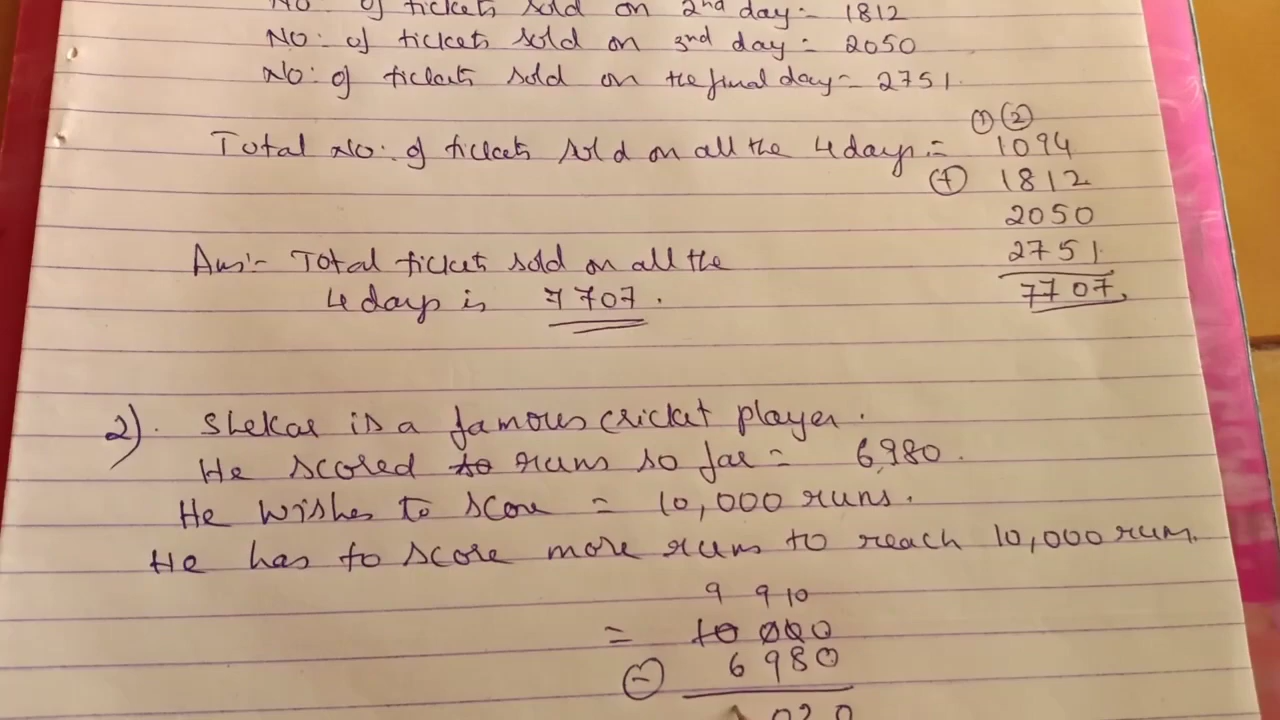 No: of tickets sold on 2nd day:- 1812
No: of tickets sold on 3nd day = 2050
No: of tickets sold on the final day = 2751.
① ②
Total No: of tickets sold on all the 4 days = 1094
(+) 1812
2050
2751.
7707.
Ans:- Total ticket sold on all the
4 days is 7707.
2). Shekar is a famous cricket player.
He scored to runs so far = 6,980.
He wishes to score = 10,000 runs.
He has to score more runs to reach 10,000 runs.
9 9 10
= 10 000
(-) 6 980
020